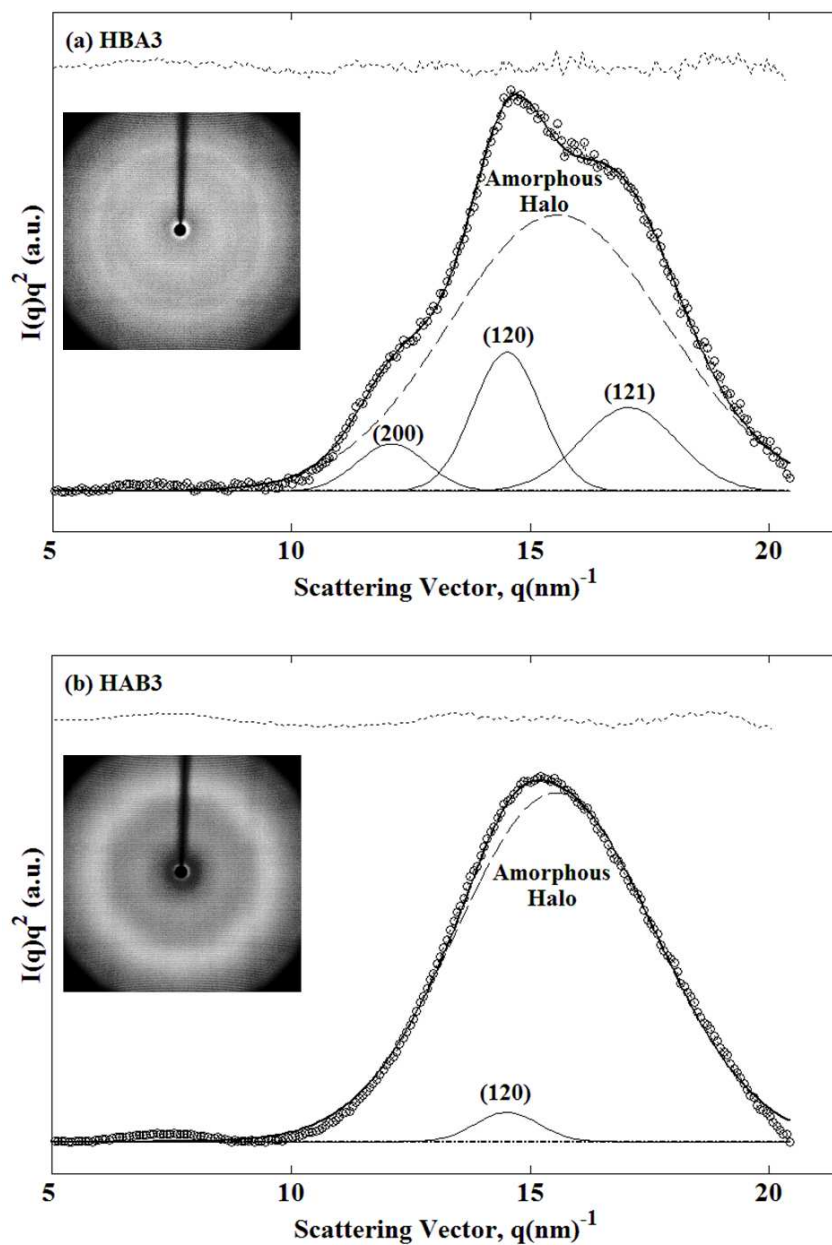 (a) HBA3
Amorphous
Halo
(120)
(121)
(200)
I(q)q² (a.u.)
5 10 15 20
Scattering Vector, q(nm)⁻¹
(b) HAB3
Amorphous
Halo
(120)
I(q)q² (a.u.)
5 10 15 20
Scattering Vector, q(nm)⁻¹